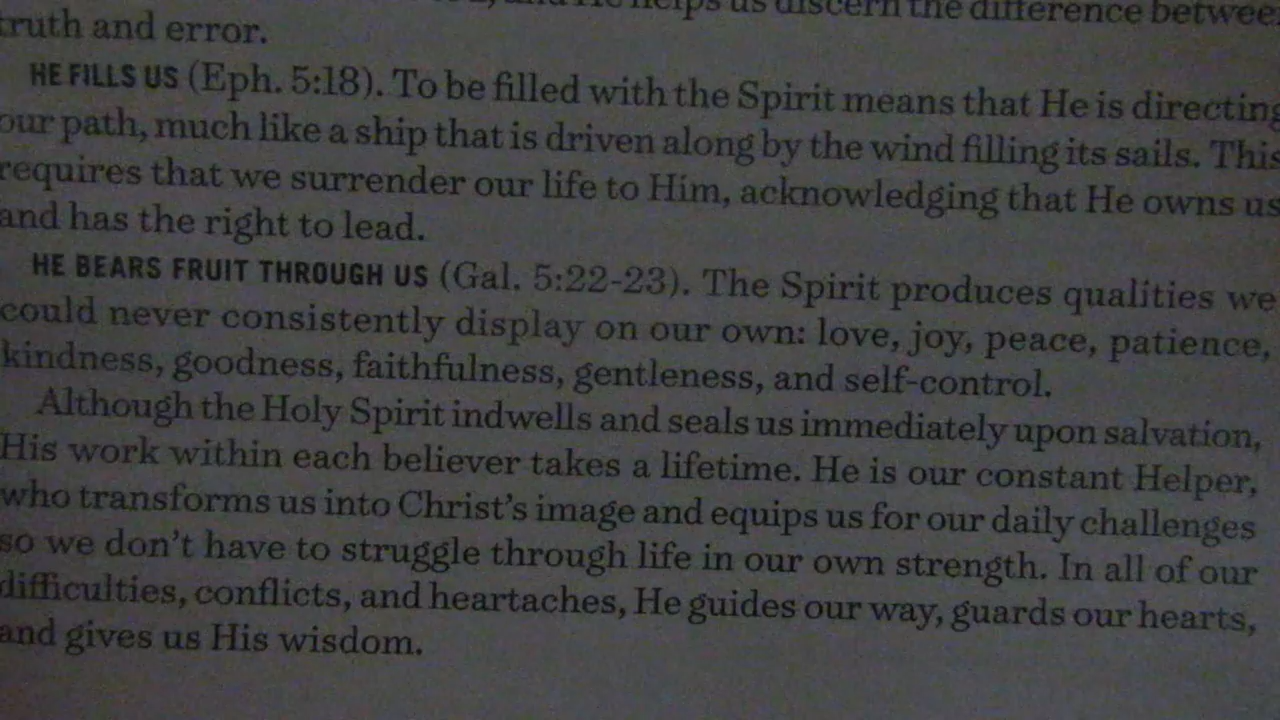 and He helps us discern the difference between
truth and error.
HE FILLS US (Eph. 5:18). To be filled with the Spirit means that He is directing
our path, much like a ship that is driven along by the wind filling its sails. This
requires that we surrender our life to Him, acknowledging that He owns us
and has the right to lead.
HE BEARS FRUIT THROUGH US (Gal. 5:22-23). The Spirit produces qualities we
could never consistently display on our own: love, joy, peace, patience,
kindness, goodness, faithfulness, gentleness, and self-control.
Although the Holy Spirit indwells and seals us immediately upon salvation,
His work within each believer takes a lifetime. He is our constant Helper,
who transforms us into Christ's image and equips us for our daily challenges
so we don't have to struggle through life in our own strength. In all of our
difficulties, conflicts, and heartaches, He guides our way, guards our hearts,
and gives us His wisdom.